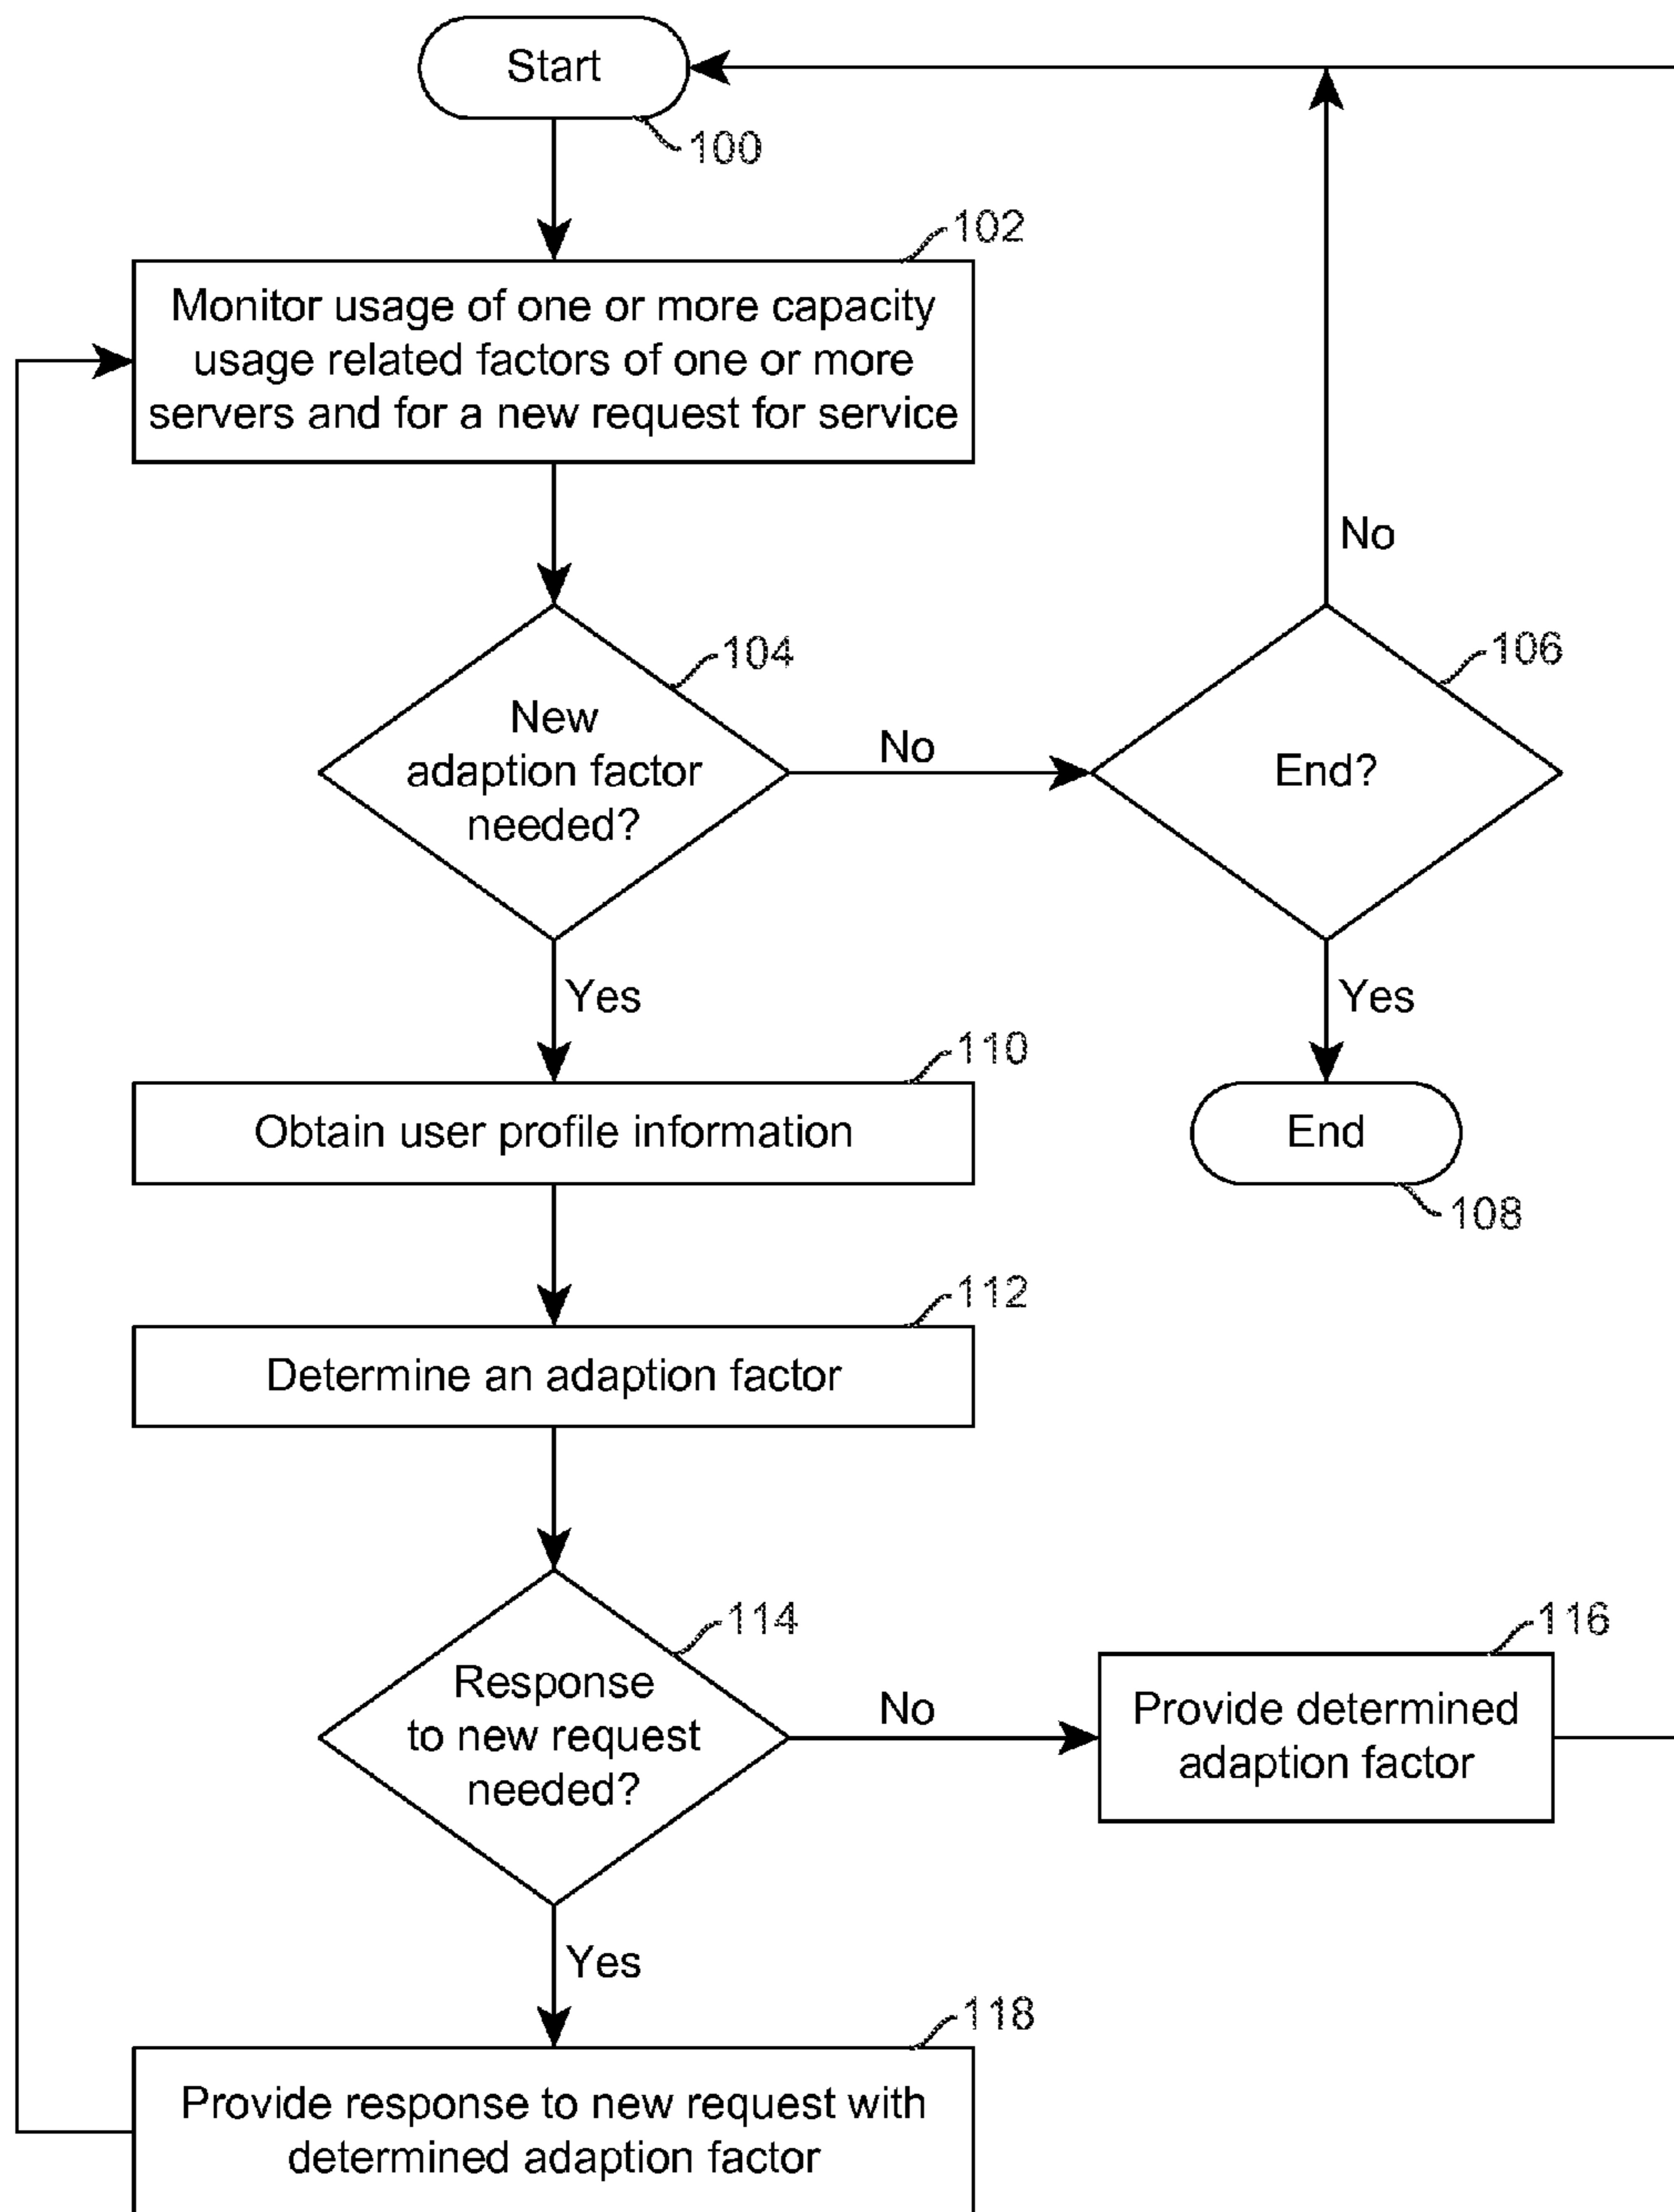 Start
100
102
Monitor usage of one or more capacity
usage related factors of one or more
servers and for a new request for service
No
104
106
New
adaption factor
needed?
No
End?
Yes
Yes
110
Obtain user profile information
End
108
112
Determine an adaption factor
114
116
Response
to new request
needed?
No
Provide determined
adaption factor
Yes
118
Provide response to new request with
determined adaption factor